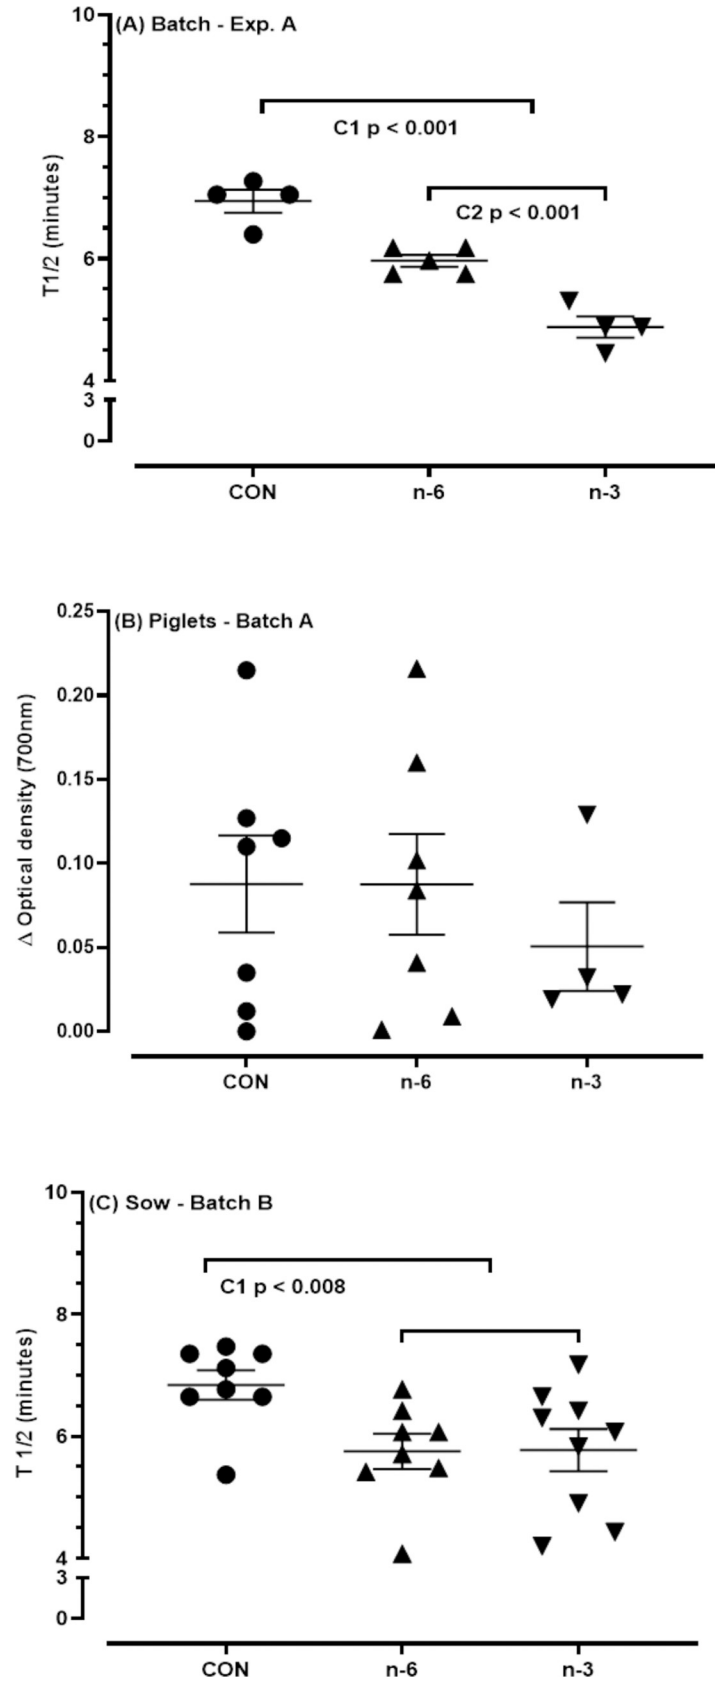 (A) Batch - Exp. A
10
8
6
4
3
0
T1/2 (minutes)
C1 p < 0.001
C2 p < 0.001
CON n-6 n-3
(B) Piglets - Batch A
0.25
0.20
0.15
0.10
0.05
0.00
Δ Optical density (700nm)
CON n-6 n-3
(C) Sow - Batch B
10
8
6
4
3
0
T 1/2 (minutes)
C1 p < 0.008
CON n-6 n-3